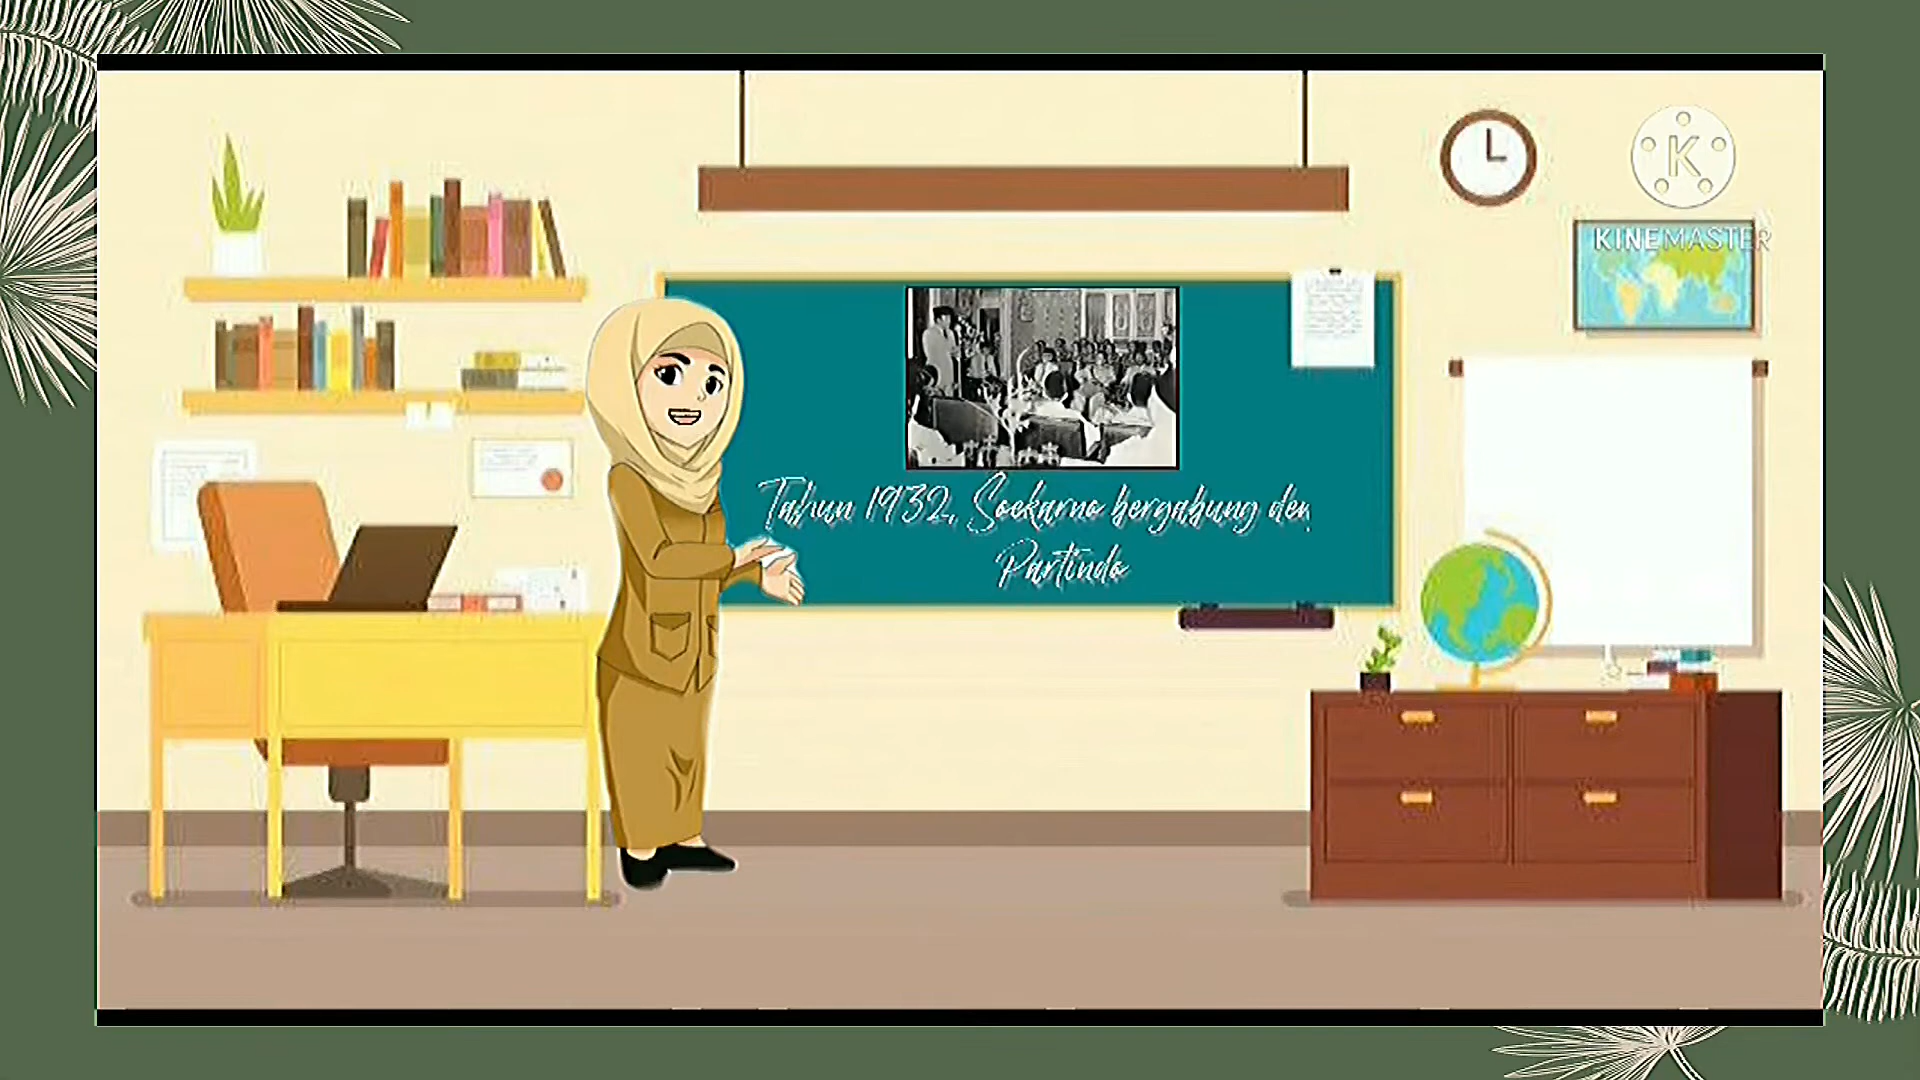 K
KINEMASTER
Tahun 1932, Soekarno bergabung den
Partindo